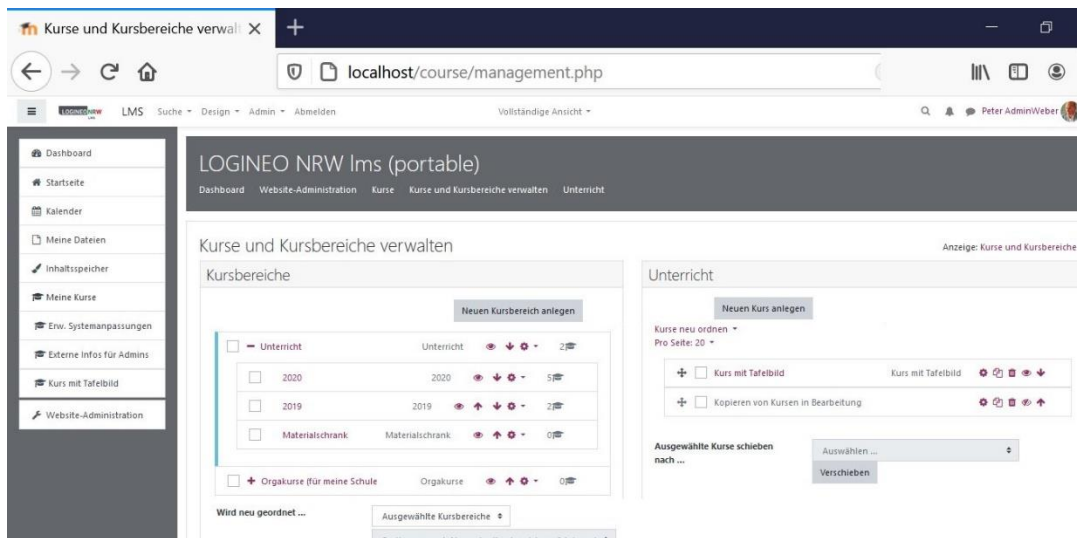 Kurse und Kursbereiche verwalt
localhost/course/management.php
LOGINEO NRW LMS Suche Design Admin Abmelden Vollständige Ansicht Peter AdminWeber
Dashboard
Startseite
Kalender
Meine Dateien
Inhaltsspeicher
Meine Kurse
Erw. Systemanpassungen
Externe Infos für Admins
Kurs mit Tafelbild
Website-Administration
LOGINEO NRW lms (portable)
Dashboard Website-Administration Kurse Kurse und Kursbereiche verwalten Unterricht
Kurse und Kursbereiche verwalten
Anzeige: Kurse und Kursbereiche
Kursbereiche
Neuen Kursbereich anlegen
Unterricht Unterricht 2
2020 2020 5
2019 2019 2
Materialschrank Materialschrank 0
Orgakurse (für meine Schule Orgakurse 0
Wird neu geordnet ... Ausgewählte Kursbereiche
Unterricht
Neuen Kurs anlegen
Kurse neu ordnen
Pro Seite: 20
Kurs mit Tafelbild Kurs mit Tafelbild
Kopieren von Kursen in Bearbeitung
Ausgewählte Kurse schieben
nach ...
Auswählen ...
Verschieben